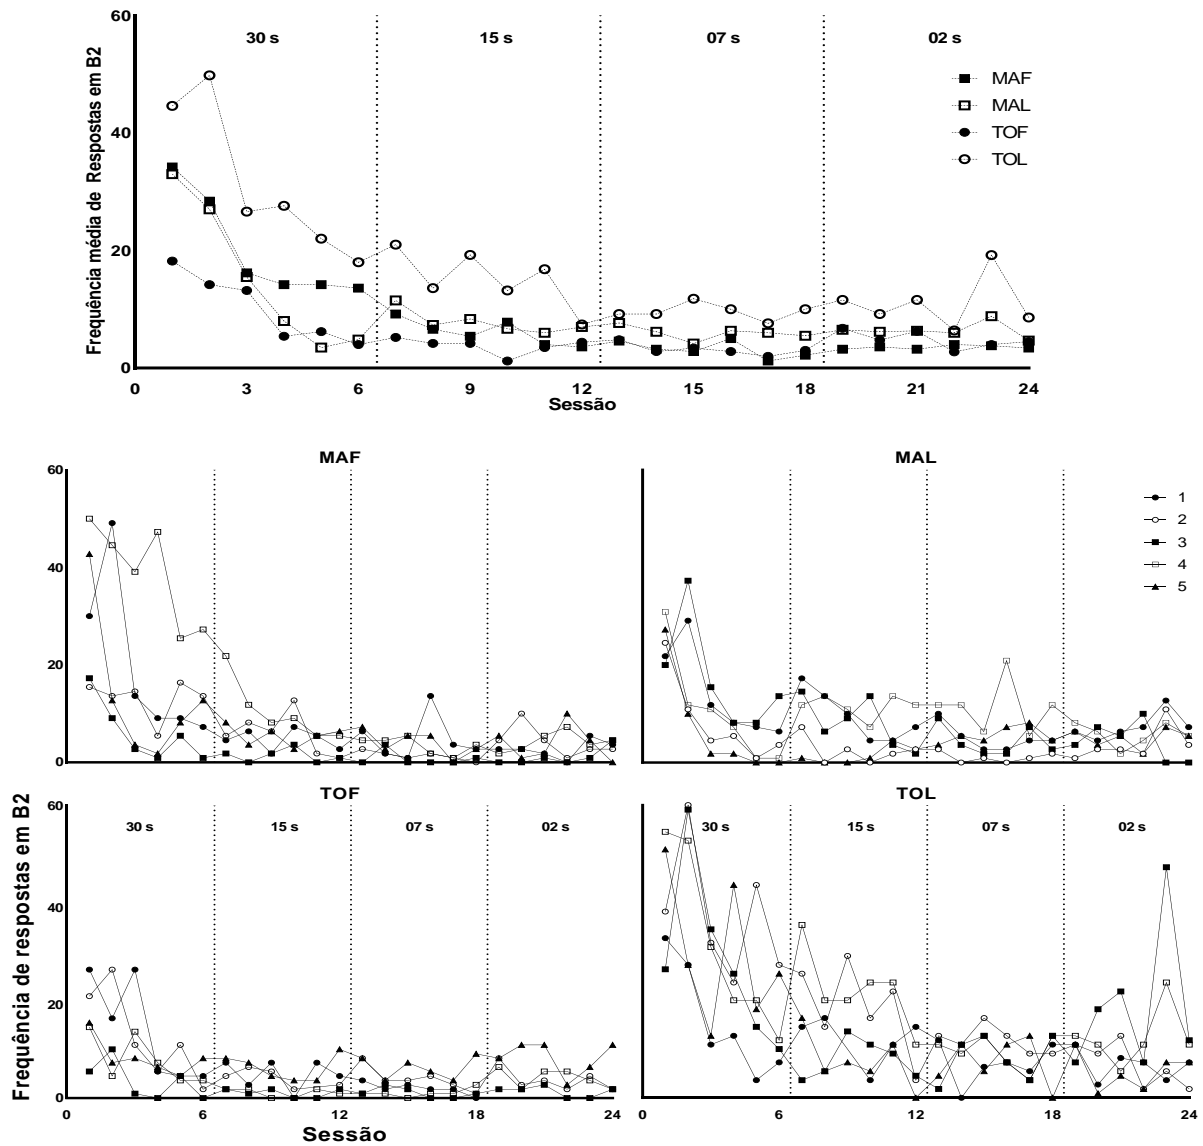 Frequência média de Respostas em B2
60
40
20
0
30 s
15 s
07 s
02 s
MAF
MAL
TOF
TOL
0
3
6
9
12
15
18
21
24
Sessão
MAF
MAL
60
40
20
0
1
2
3
4
5
TOF
TOL
Frequência de respostas em B2
60
40
20
0
30 s
15 s
07 s
02 s
30 s
15 s
07 s
02 s
0
6
12
18
24
0
6
12
18
24
Sessão